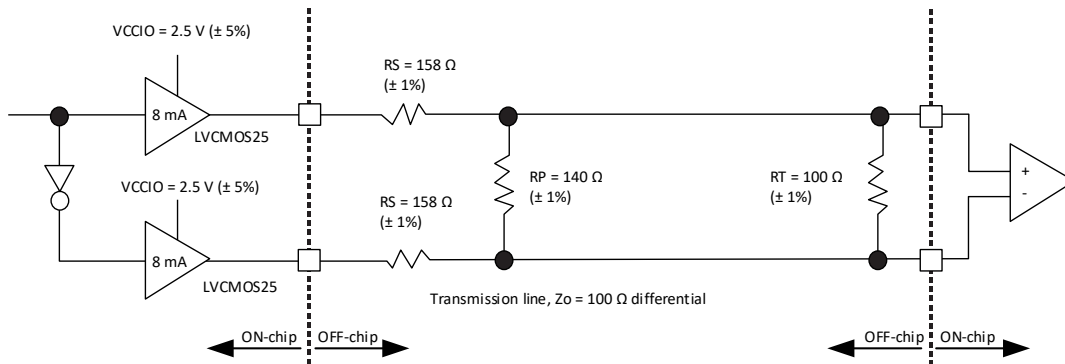 VCCIO = 2.5 V (± 5%)
8 mA
LVCMOS25
RS = 158 Ω
(± 1%)
RP = 140 Ω
(± 1%)
RT = 100 Ω
(± 1%)
+
-
VCCIO = 2.5 V (± 5%)
8 mA
LVCMOS25
RS = 158 Ω
(± 1%)
Transmission line, Zo = 100 Ω differential
ON-chip
OFF-chip
OFF-chip
ON-chip